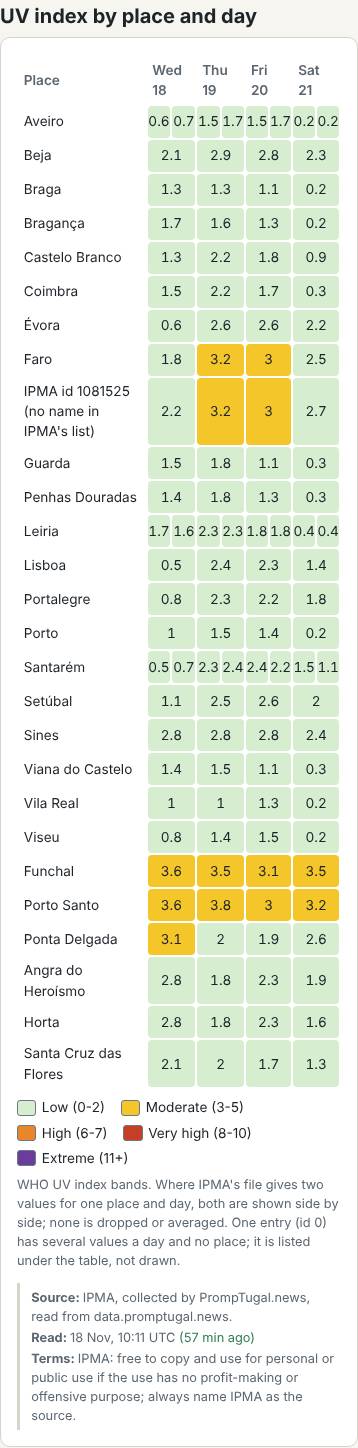 UV index by place and day
Place Wed 18 Thu 19 Fri 20 Sat 21
Aveiro 0.6 0.7 1.5 1.7 1.5 1.7 0.2 0.2
Beja 2.1 2.9 2.8 2.3
Braga 1.3 1.3 1.1 0.2
Bragança 1.7 1.6 1.3 0.2
Castelo Branco 1.3 2.2 1.8 0.9
Coimbra 1.5 2.2 1.7 0.3
Évora 0.6 2.6 2.6 2.2
Faro 1.8 3.2 3 2.5
IPMA id 1081525
(no name in 2.2 3.2 3 2.7
IPMA's list)
Guarda 1.5 1.8 1.1 0.3
Penhas Douradas 1.4 1.8 1.3 0.3
Leiria 1.7 1.6 2.3 2.3 1.8 1.8 0.4 0.4
Lisboa 0.5 2.4 2.3 1.4
Portalegre 0.8 2.3 2.2 1.8
Porto 1 1.5 1.4 0.2
Santarém 0.5 0.7 2.3 2.4 2.4 2.2 1.5 1.1
Setúbal 1.1 2.5 2.6 2
Sines 2.8 2.8 2.8 2.4
Viana do Castelo 1.4 1.5 1.1 0.3
Vila Real 1 1 1.3 0.2
Viseu 0.8 1.4 1.5 0.2
Funchal 3.6 3.5 3.1 3.5
Porto Santo 3.6 3.8 3 3.2
Ponta Delgada 3.1 2 1.9 2.6
Angra do
Heroísmo 2.8 1.8 2.3 1.9
Horta 2.8 1.8 2.3 1.6
Santa Cruz das
Flores 2.1 2 1.7 1.3
Low (0-2) Moderate (3-5)
High (6-7) Very high (8-10)
Extreme (11+)
WHO UV index bands. Where IPMA's file gives two
values for one place and day, both are shown side by
side; none is dropped or averaged. One entry (id 0)
has several values a day and no place; it is listed
under the table, not drawn.
Source: IPMA, collected by PrompTugal.news,
read from data.promptugal.news.
Read: 18 Nov, 10:11 UTC (57 min ago)
Terms: IPMA: free to copy and use for personal or
public use if the use has no profit-making or
offensive purpose; always name IPMA as the
source.